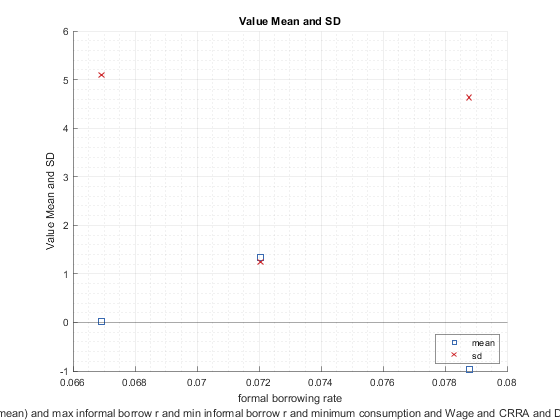 Value Mean and SD
6
5
4
3
2
1
0
-1
Value Mean and SD
0.066 0.068 0.07 0.072 0.074 0.076 0.078 0.08
mean
sd
formal borrowing rate
mean) and max informal borrow r and min informal borrow r and minimum consumption and Wage and CRRA and